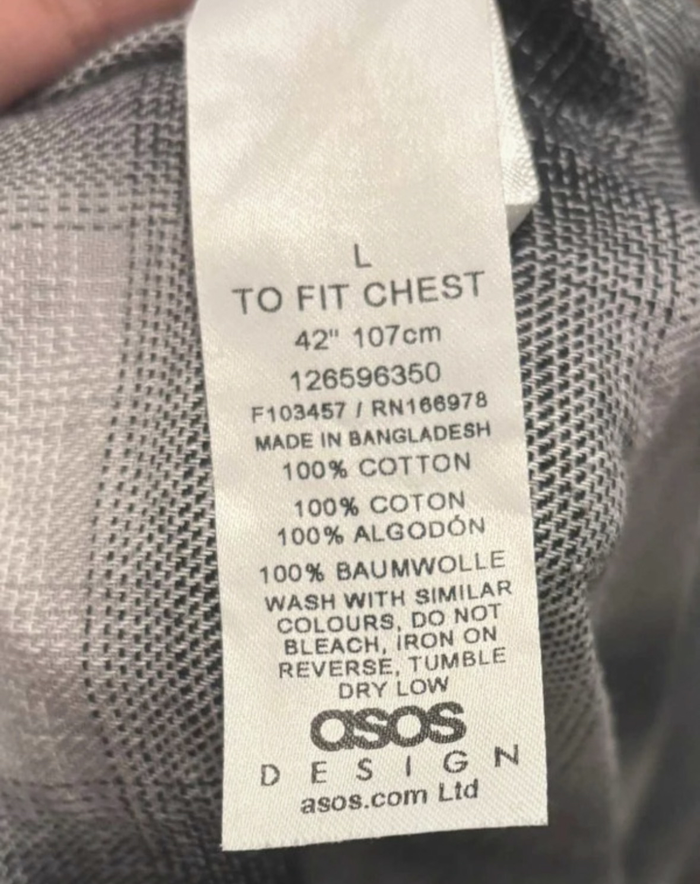 L
TO FIT CHEST
42" 107cm
126596350
F103457 / RN166978
MADE IN BANGLADESH
100% COTTON
100% COTON
100% ALGODÓN
100% BAUMWOLLE
WASH WITH SIMILAR
COLOURS, DO NOT
BLEACH, IRON ON
REVERSE, TUMBLE
DRY LOW
asos
DESIGN
asos.com Ltd